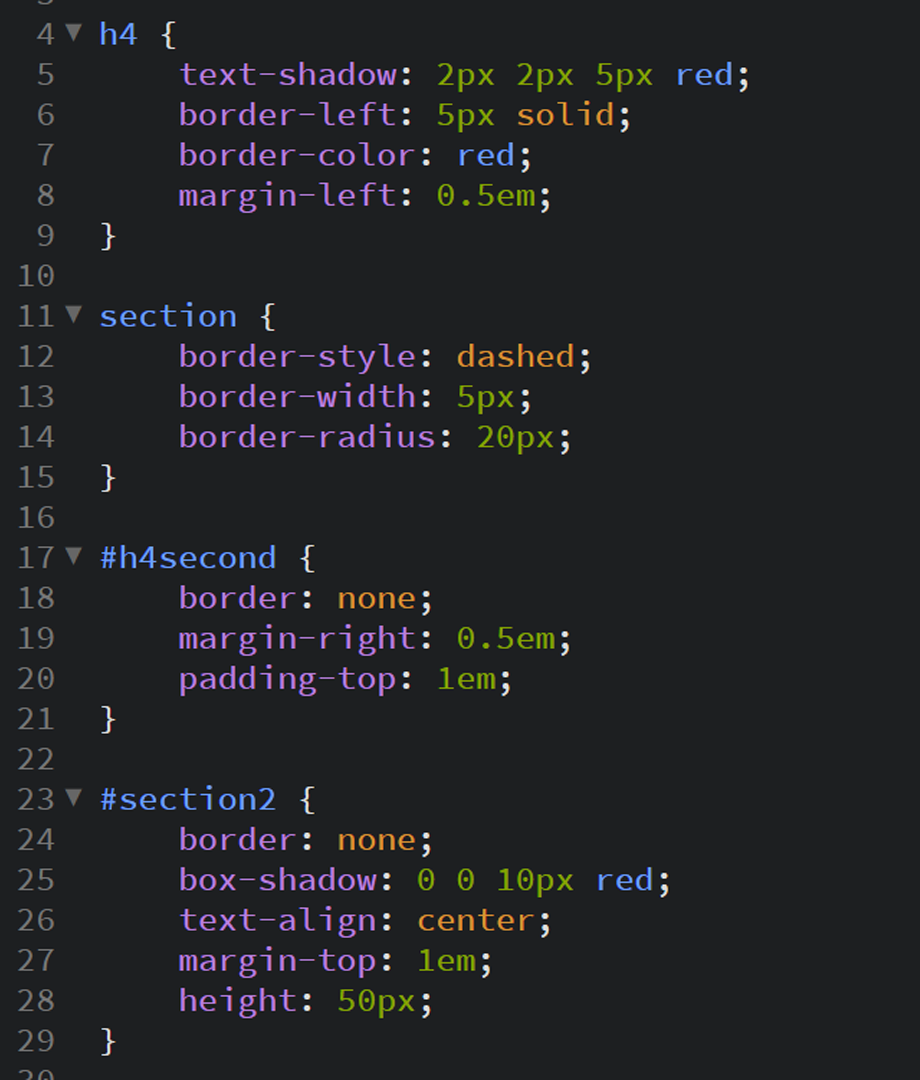 4 ▼ h4 {
5 text-shadow: 2px 2px 5px red;
6 border-left: 5px solid;
7 border-color: red;
8 margin-left: 0.5em;
9 }
10
11 ▼ section {
12 border-style: dashed;
13 border-width: 5px;
14 border-radius: 20px;
15 }
16
17 ▼ #h4second {
18 border: none;
19 margin-right: 0.5em;
20 padding-top: 1em;
21 }
22
23 ▼ #section2 {
24 border: none;
25 box-shadow: 0 0 10px red;
26 text-align: center;
27 margin-top: 1em;
28 height: 50px;
29 }
30